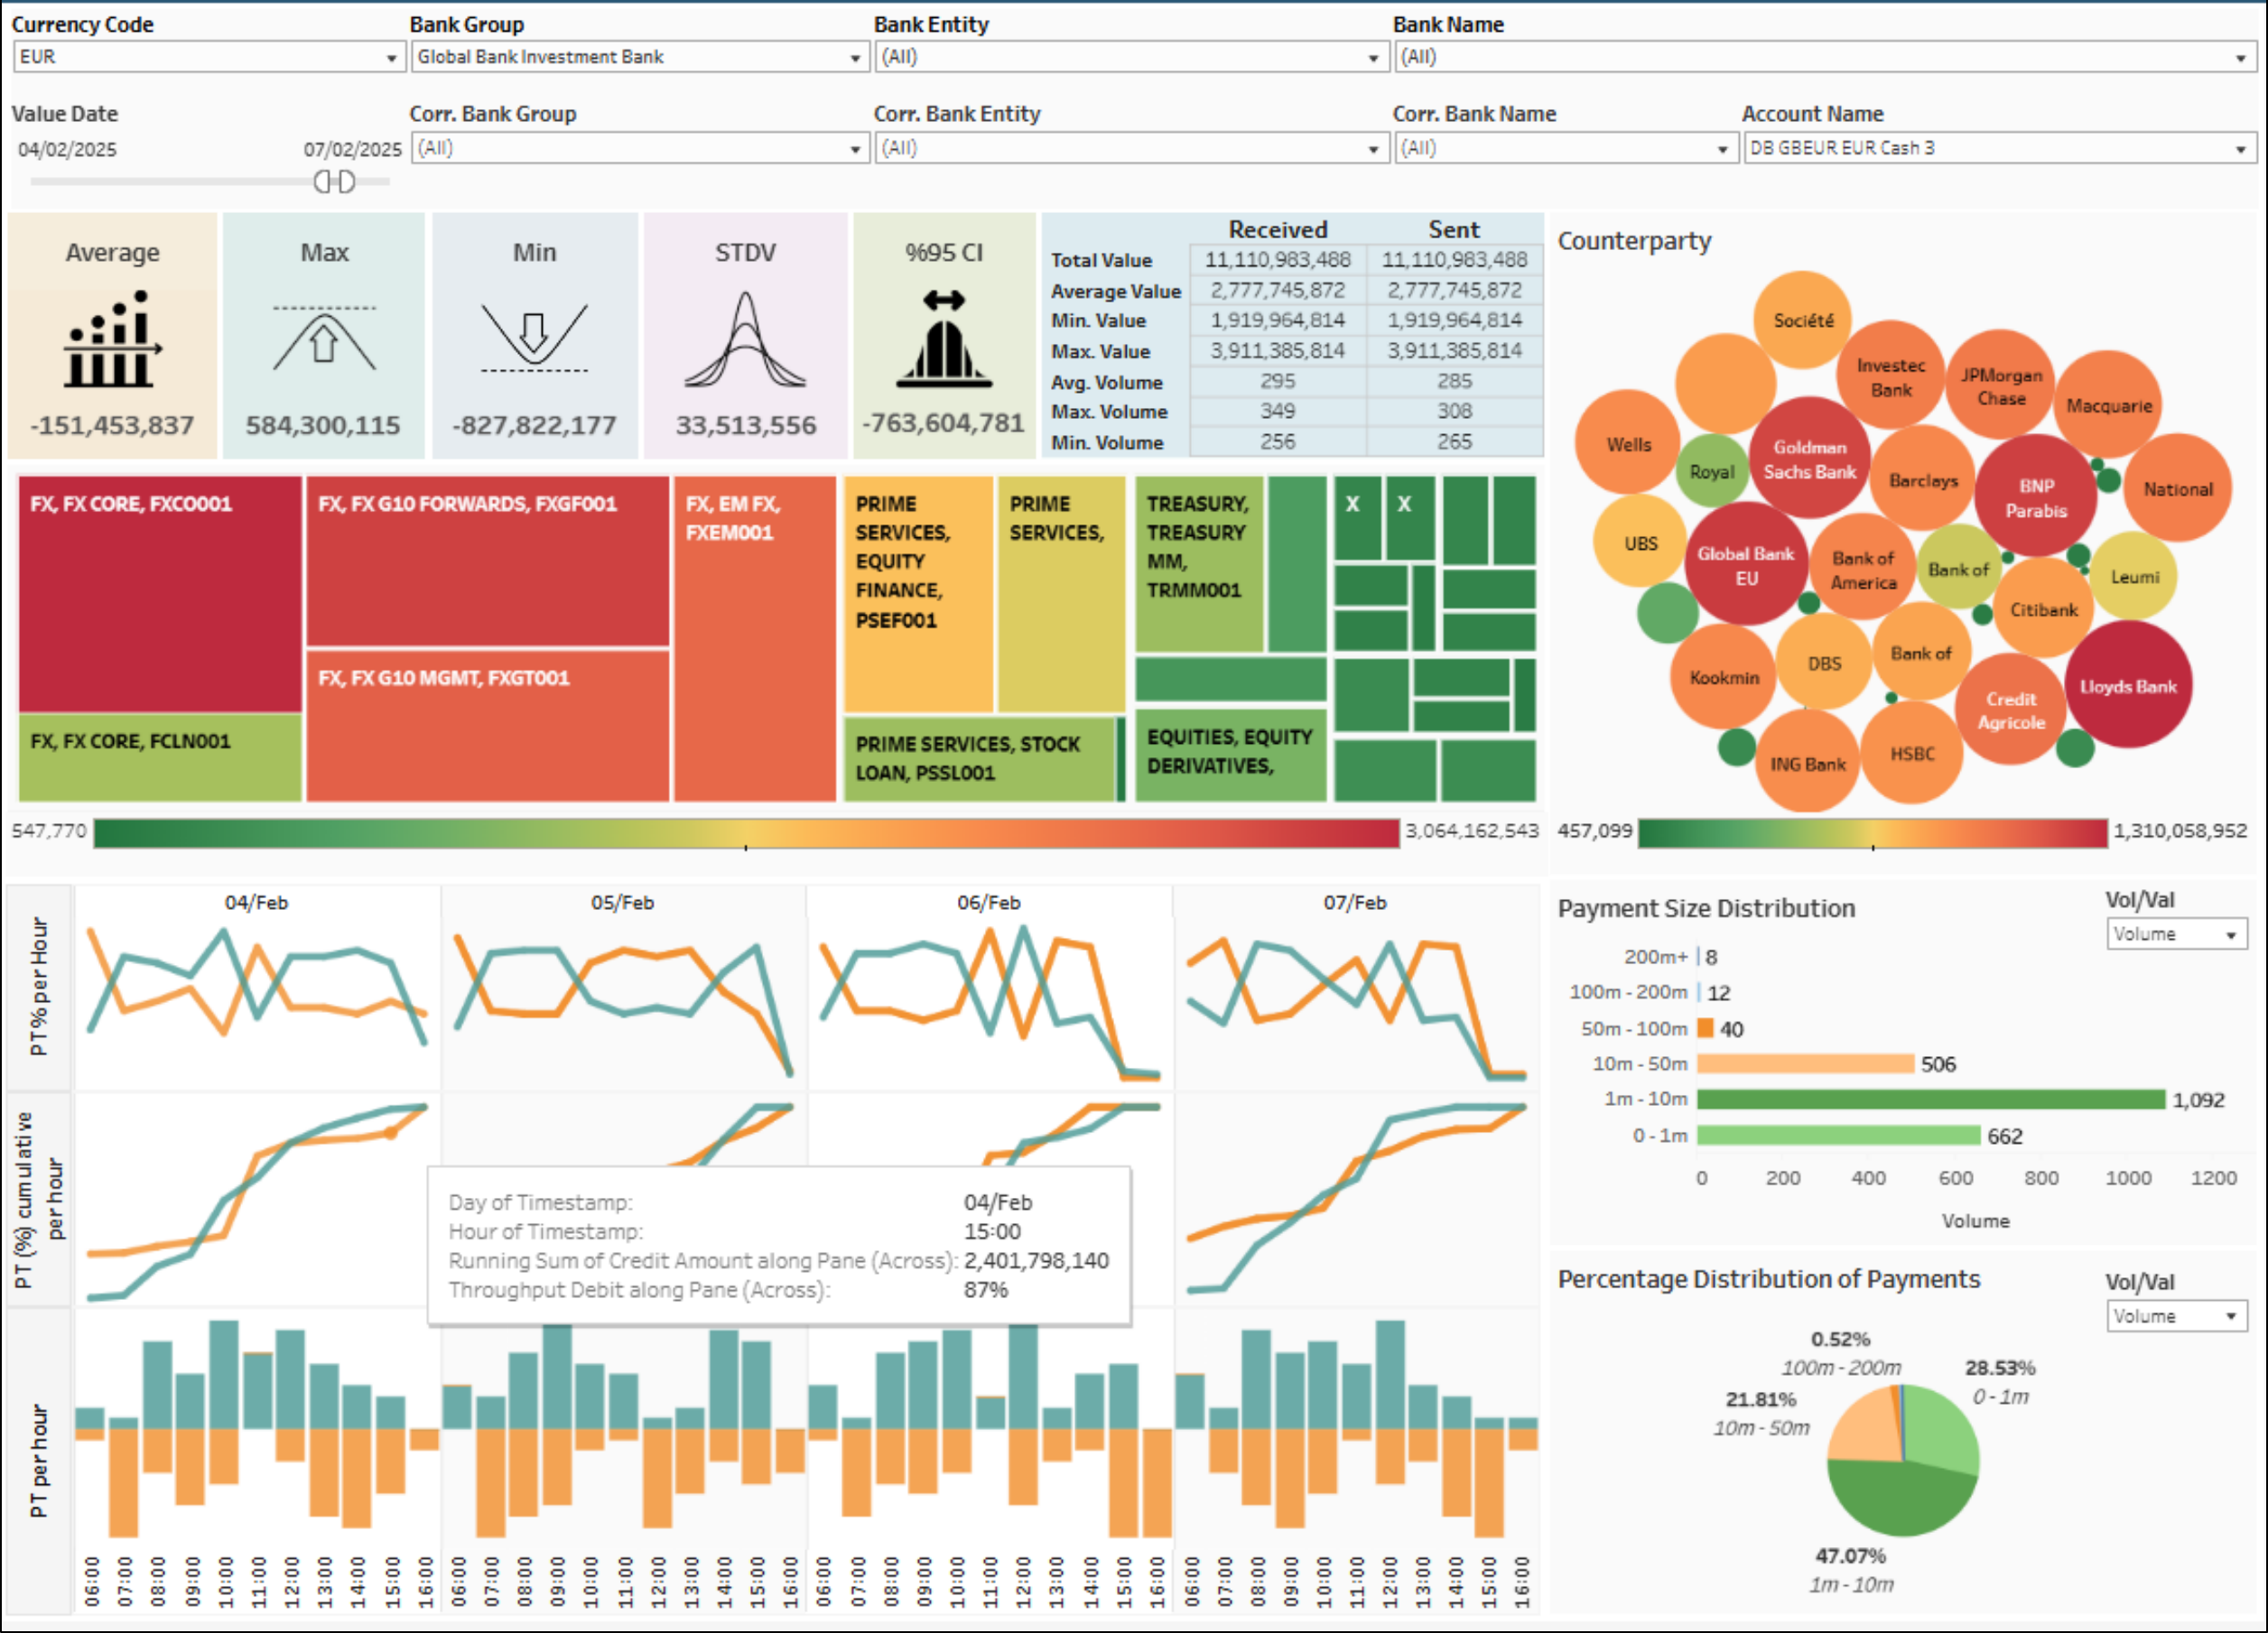 Currency Code
EUR
Bank Group
Global Bank Investment Bank
Bank Entity
(All)
Bank Name
(All)
Value Date
04/02/2025 07/02/2025
Corr. Bank Group
(All)
Corr. Bank Entity
(All)
Corr. Bank Name
(All)
Account Name
DB GBEUR EUR Cash 3
Average
-151,453,837
Max
584,300,115
Min
-827,822,177
STDV
33,513,556
%95 CI
-763,604,781
Received Sent
Total Value 11,110,983,488 11,110,983,488
Average Value 2,777,745,872 2,777,745,872
Min. Value 1,919,964,814 1,919,964,814
Max. Value 3,911,385,814 3,911,385,814
Avg. Volume 295 285
Max. Volume 349 308
Min. Volume 256 265
Counterparty
Société
Investec
Bank
JPMorgan
Chase
Macquarie
Wells
Royal
Goldman
Sachs Bank
Barclays
BNP
Parabis
National
UBS
Global Bank
EU
Bank of
America
Bank of
Leumi
Citibank
Kookmin
DBS
Bank of
Credit
Agricole
Lloyds Bank
ING Bank
HSBC
457,099 1,310,058,952
FX, FX CORE, FXCO001
FX, FX G10 FORWARDS, FXGF001
FX, EM FX,
FXEM001
PRIME
SERVICES,
EQUITY
FINANCE,
PSEF001
PRIME
SERVICES,
TREASURY,
TREASURY
MM,
TRMM001
X
X
FX, FX G10 MGMT, FXGT001
FX, FX CORE, FCLN001
PRIME SERVICES, STOCK
LOAN, PSSL001
EQUITIES, EQUITY
DERIVATIVES,
547,770 3,064,162,543
04/Feb 05/Feb 06/Feb 07/Feb
PT% per Hour
PT (%) cumulative
per hour
PT per hour
Day of Timestamp: 04/Feb
Hour of Timestamp: 15:00
Running Sum of Credit Amount along Pane (Across): 2,401,798,140
Throughput Debit along Pane (Across): 87%
06:00 07:00 08:00 09:00 10:00 11:00 12:00 13:00 14:00 15:00 16:00
06:00 07:00 08:00 09:00 10:00 11:00 12:00 13:00 14:00 15:00 16:00
06:00 07:00 08:00 09:00 10:00 11:00 12:00 13:00 14:00 15:00 16:00
06:00 07:00 08:00 09:00 10:00 11:00 12:00 13:00 14:00 15:00 16:00
Payment Size Distribution
Vol/Val
Volume
200m+ 8
100m - 200m 12
50m - 100m 40
10m - 50m 506
1m - 10m 1,092
0 - 1m 662
0 200 400 600 800 1000 1200
Volume
Percentage Distribution of Payments
Vol/Val
Volume
0.52%
100m - 200m
28.53%
0 - 1m
21.81%
10m - 50m
47.07%
1m - 10m